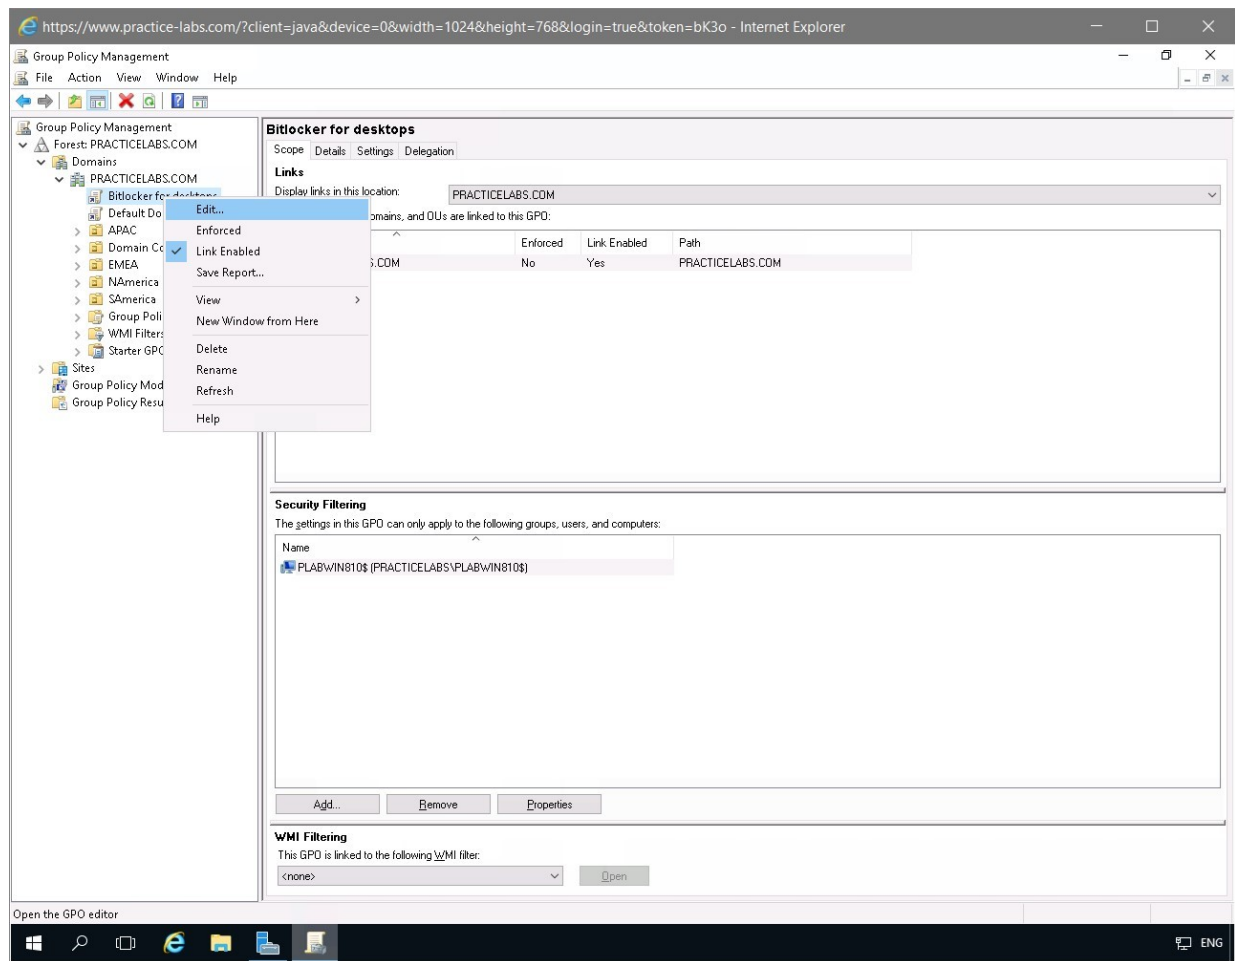 https://www.practice-labs.com/?client=java&device=0&width=1024&height=768&login=true&token=bK3o - Internet Explorer
Group Policy Management
File Action View Window Help
Group Policy Management
Forest: PRACTICELABS.COM
Domains
PRACTICELABS.COM
Bitlocker for desktops
Default Do
APAC
Domain Co
EMEA
NAmerica
SAmerica
Group Poli
WMI Filters
Starter GPO
Sites
Group Policy Mod
Group Policy Resu
Edit...
Enforced
Link Enabled
Save Report...
View
New Window from Here
Delete
Rename
Refresh
Help
Bitlocker for desktops
Scope Details Settings Delegation
Links
Display links in this location: PRACTICELABS.COM
omains, and OUs are linked to this GPO:
Enforced Link Enabled Path
S.COM No Yes PRACTICELABS.COM
Security Filtering
The settings in this GPO can only apply to the following groups, users, and computers:
Name
PLABWIN810$ (PRACTICELABS\PLABWIN810$)
Add... Remove Properties
WMI Filtering
This GPO is linked to the following WMI filter:
<none> Open
Open the GPO editor
ENG